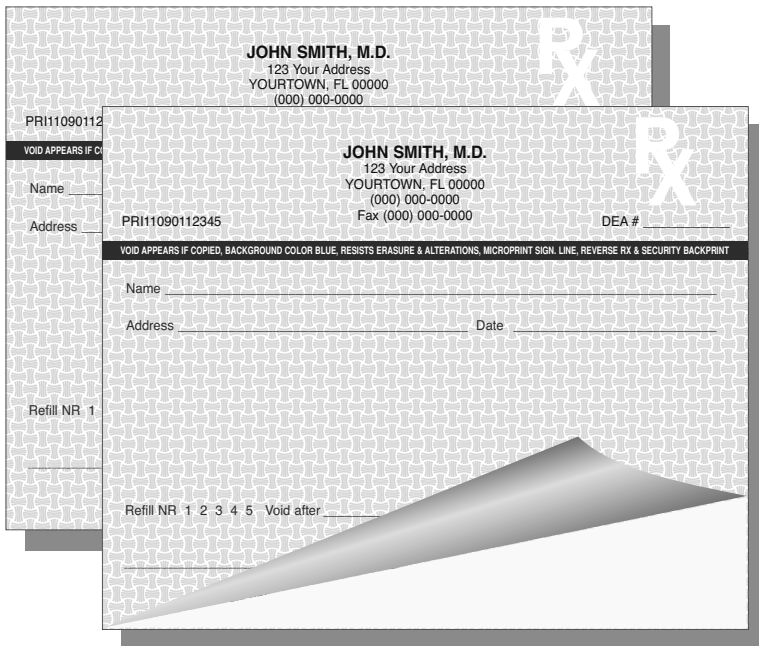 JOHN SMITH, M.D.
123 Your Address
YOURTOWN, FL 00000
(000) 000-0000
RX
PRI11090112
VOID APPEARS IF CO
Name
Address
Refill NR 1
RX
JOHN SMITH, M.D.
123 Your Address
YOURTOWN, FL 00000
(000) 000-0000
Fax (000) 000-0000
PRI11090112345 DEA #
VOID APPEARS IF COPIED, BACKGROUND COLOR BLUE, RESISTS ERASURE & ALTERATIONS, MICROPRINT SIGN. LINE, REVERSE RX & SECURITY BACKPRINT
Name
Address Date
Refill NR 1 2 3 4 5 Void after